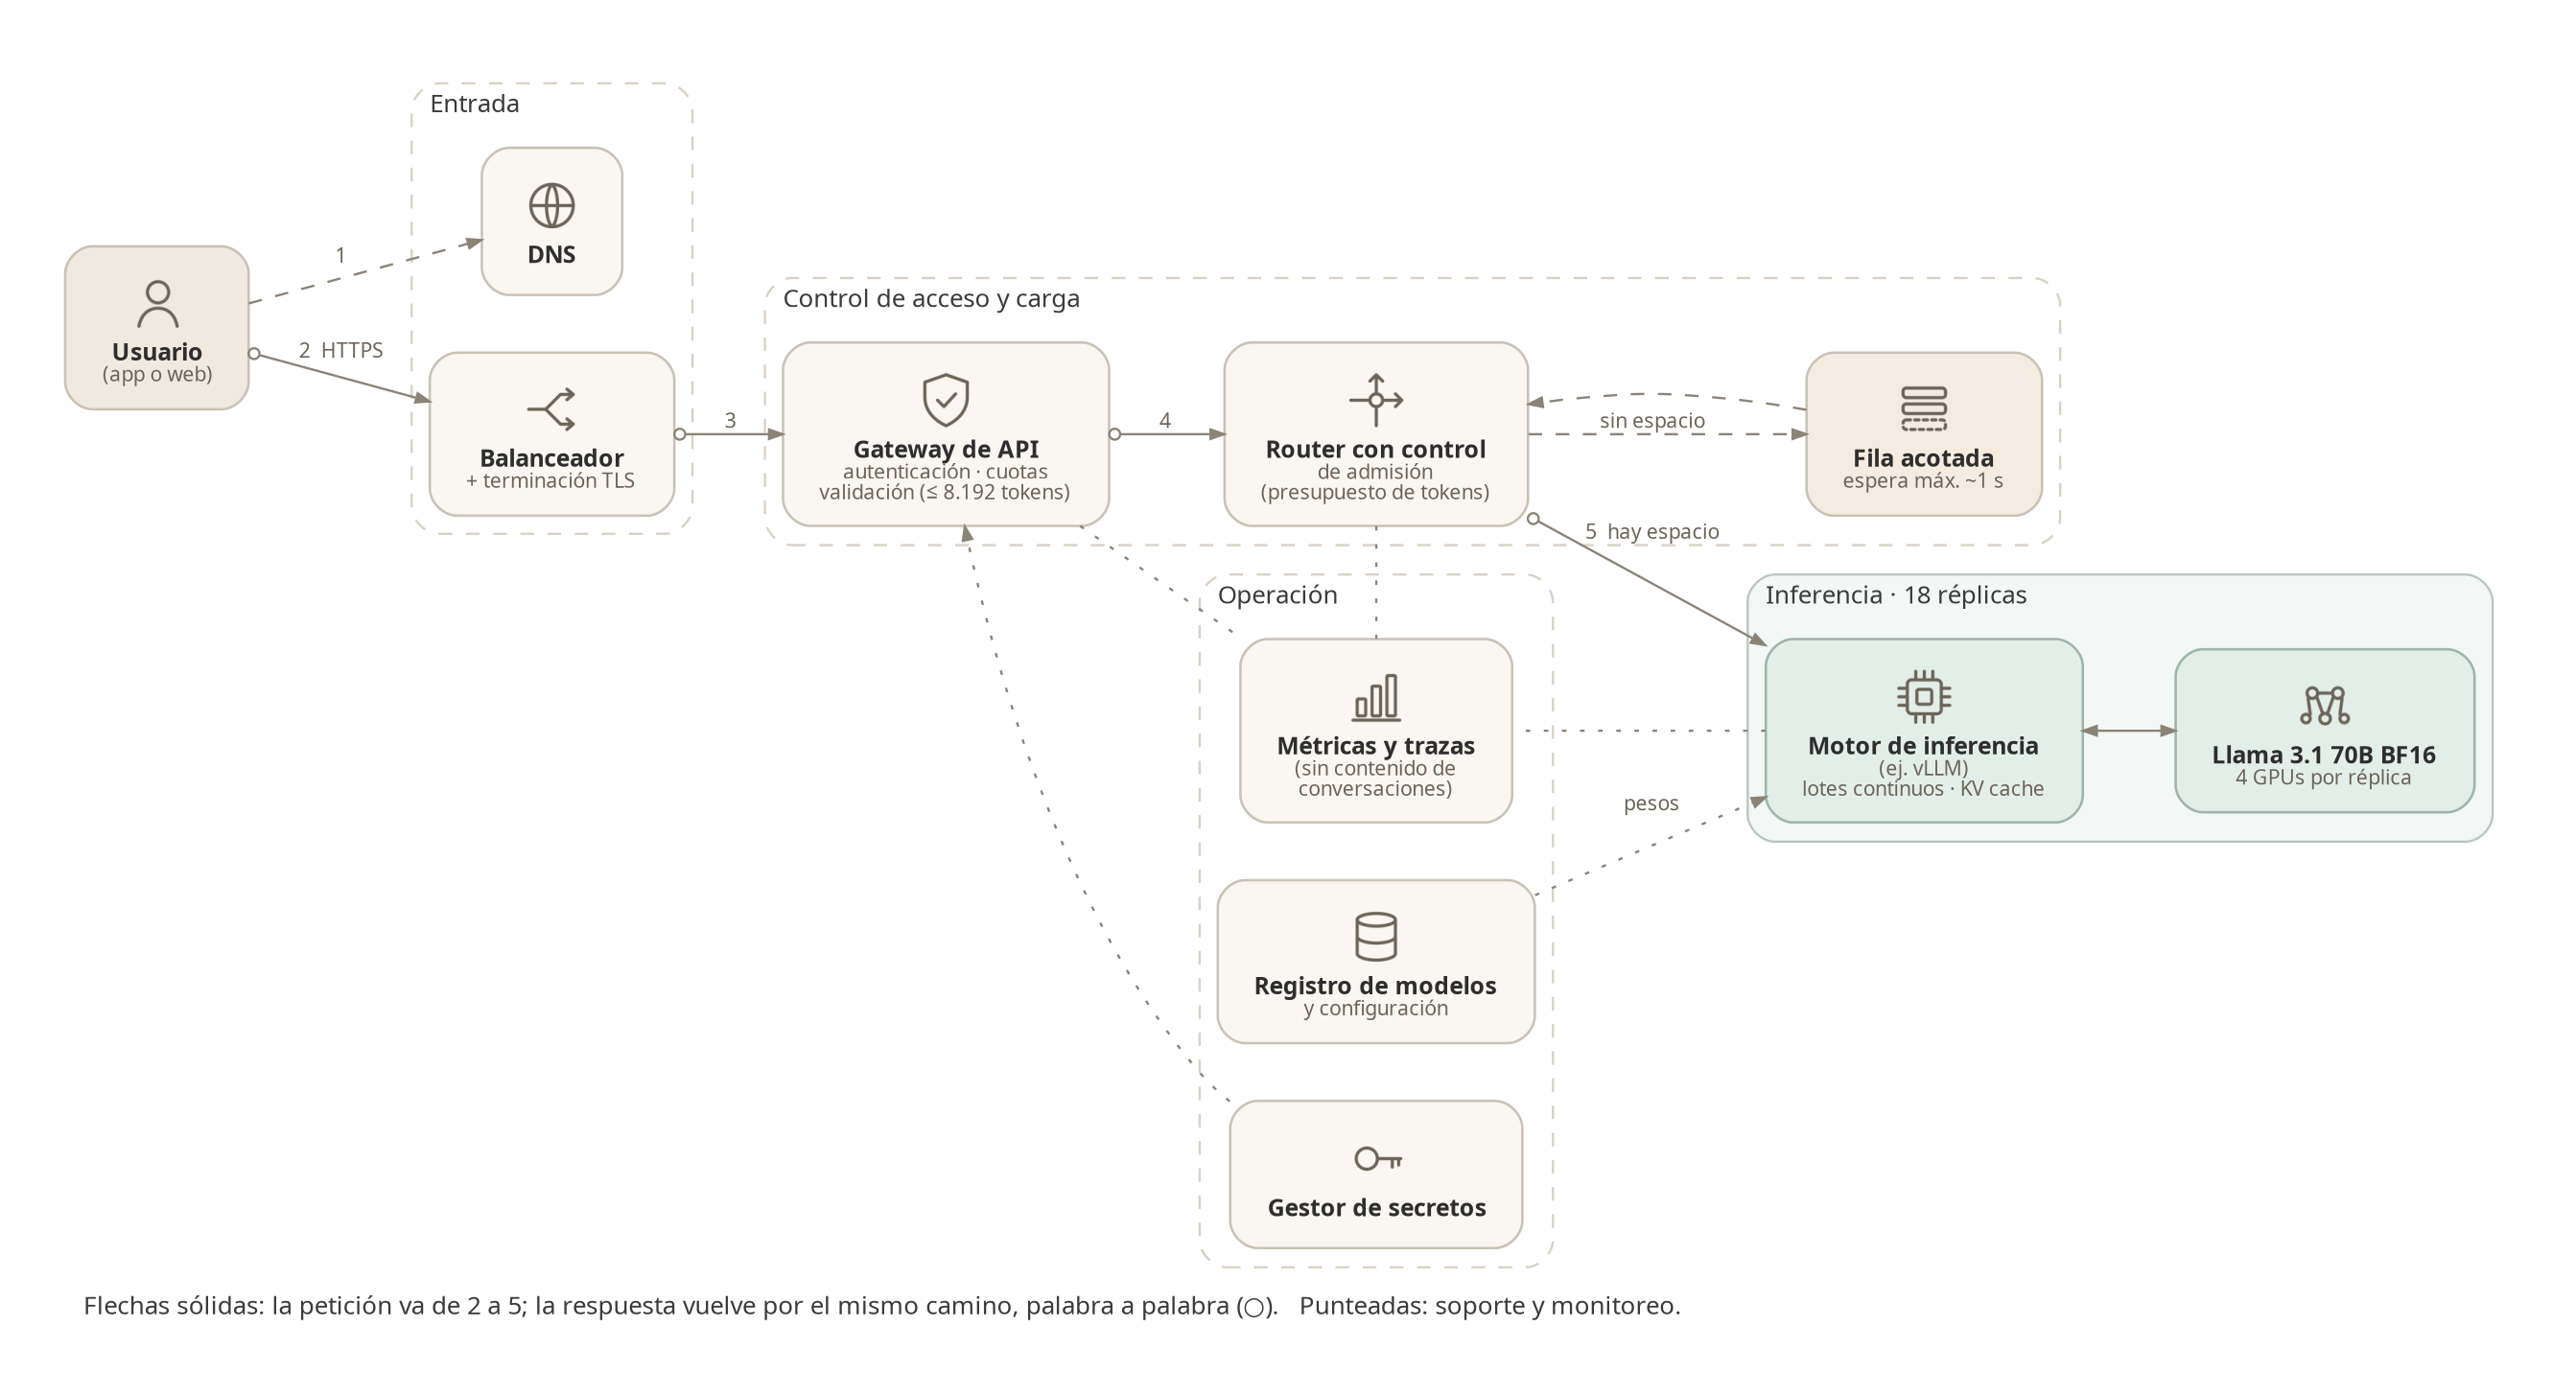 Entrada
DNS
1
Usuario
(app o web)
2 HTTPS
Balanceador
+ terminación TLS
3
Control de acceso y carga
Gateway de API
autenticación · cuotas
validación (≤ 8.192 tokens)
4
Router con control
de admisión
(presupuesto de tokens)
sin espacio
Fila acotada
espera máx. ~1 s
5 hay espacio
Operación
Métricas y trazas
(sin contenido de
conversaciones)
Registro de modelos
y configuración
Gestor de secretos
pesos
Inferencia · 18 réplicas
Motor de inferencia
(ej. vLLM)
lotes continuos · KV cache
Llama 3.1 70B BF16
4 GPUs por réplica
Flechas sólidas: la petición va de 2 a 5; la respuesta vuelve por el mismo camino, palabra a palabra (○). Punteadas: soporte y monitoreo.